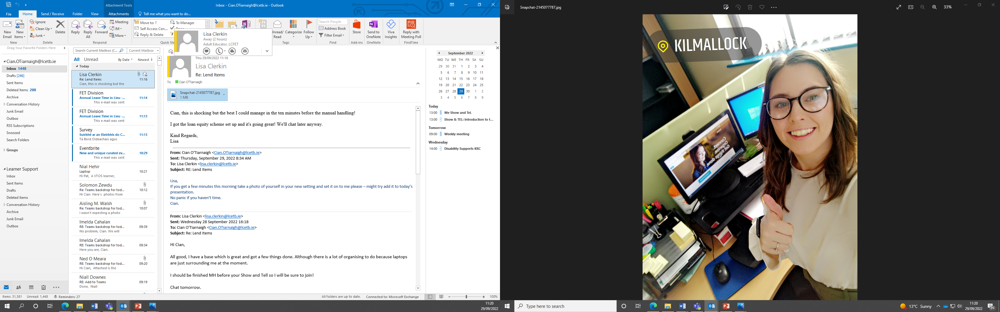 Attachment Tools
Inbox - Cian.OTiarnaigh@lcetb.ie - Outlook
File Home Send / Receive Folder View Attachments Tell me what you want to do...
New Email
New Items
Ignore
Clean Up
Junk
Delete
Reply
Reply All
Forward
Meeting
IM
More
Move to: ?
Self Access Cen...
Reply & Delete
To Manager
Unread/ Read
Categorize
Follow Up
Search People
Address Book
Filter Email
Store
Send to OneNote
Viva Insights
Reply with Meeting Poll
New Delete Respond Quick Ste Tags Find Add-ins OneNote FindTime
Lisa Clerkin
Away (2 hours)
Adult Educator, LCFET
Drag Your Favorite Folders Here
Cian.OTiarnaigh@lcetb.ie
Inbox 1448
Drafts [246]
Sent Items
Deleted Items 200
Archive
Conversation History
Junk Email
Outbox
RSS Subscriptions
Snoozed
Search Folders
Groups
Learner Support
Inbox
Sent Items
Drafts
Deleted Items
Conversation History
Archive
Junk Email
Outbox
Search Current Mailbox (C... Current Mailbox
All Unread By Date Newest
Today
Lisa Clerkin
Re: Lend Items 11:16
Cian, this is shocking but the
FET Division
Annual Leave Time in Lieu -... 11:14
This e-mail was sent
FET Division
Annual Leave Time in Lieu -... 11:13
This e-mail was sent
Survey
Suirbhé ar an tSeirbhís do C... 11:13
Tá Bord Oideachais agus
Eventbrite
New and unique curated ev... 10:29
This e-mail was sent
Nial Hehir
Laptop 10:21
Hi Pat, A VTOS learner,
Solomon Zewdu
Re: Teams backdrop for tod... 10:12
Hi Cian Here's photos from
Aisling M. Walsh
Re: Teams backdrop for tod... 10:07
I wasn't expecting a photo
Imelda Cahalan
RE: Teams backdrop for tod... 09:39
No problem, Cian. We will
Imelda Cahalan
RE: Teams backdrop for tod... 09:34
Here you are, Cian.
Ned O Meara
RE: Teams backdrop for tod... 09:20
Hi Cian, Attached is the
Niall Downes
RE: Add to Teams 09:19
Done, Niall
Thu 29/09/2022 11:16
Lisa Clerkin
Re: Lend Items
To Cian O'Tiarnaigh
Snapchat-2145077787.jpg
1 MB
Cian, this is shocking but the best I could manage in the ten minutes before the manual handling!
I got the loan equity scheme set up and it's going great! We'll chat later anyway.
Kind Regards,
Lisa
From: Cian O'Tiarnaigh <Cian.OTiarnaigh@lcetb.ie>
Sent: Thursday, September 29, 2022 8:34 AM
To: Lisa Clerkin <lisa.clerkin@lcetb.ie>
Subject: RE: Lend Items
Lisa,
If you get a few minutes this morning take a photo of yourself in your new setting and set it on to me please – might try add it to today's
presentation.
No panic if you haven't time.
Cian.
From: Lisa Clerkin <lisa.clerkin@lcetb.ie>
Sent: Wednesday 28 September 2022 16:18
To: Cian O'Tiarnaigh <Cian.OTiarnaigh@lcetb.ie>
Subject: Re: Lend Items
Hi Cian,
All good, I have a base which is great and got a few things done. Although there is a lot of organising to do because laptops
are just surrounding me at the moment.
I should be finished MH before your Show and Tell so I will be sure to join!
Chat tomorrow.
September 2022
MO TU WE TH FR SA SU
29 30 31 1 2 3 4
5 6 7 8 9 10 11
12 13 14 15 16 17 18
19 20 21 22 23 24 25
26 27 28 29 30 1 2
3 4 5 6 7 8 9
Today
13:00 Me Show and TeL
13:00 Show & TEL: Introduction to t...
Tomorrow
09:00 Weekly meeting
Wednesday
14:00 Disability Supports KRC
Items: 31,581 Unread: 1,448 Reminders: 27 All folders are up to date. Connected to: Microsoft Exchange 100%
11:20
29/09/2022
Snapchat-2145077787.jpg 33%
KILMALLOCK
Connect.
Organize.
Get things
done.
Type here to search
13°C Sunny
11:20
29/09/2022
20